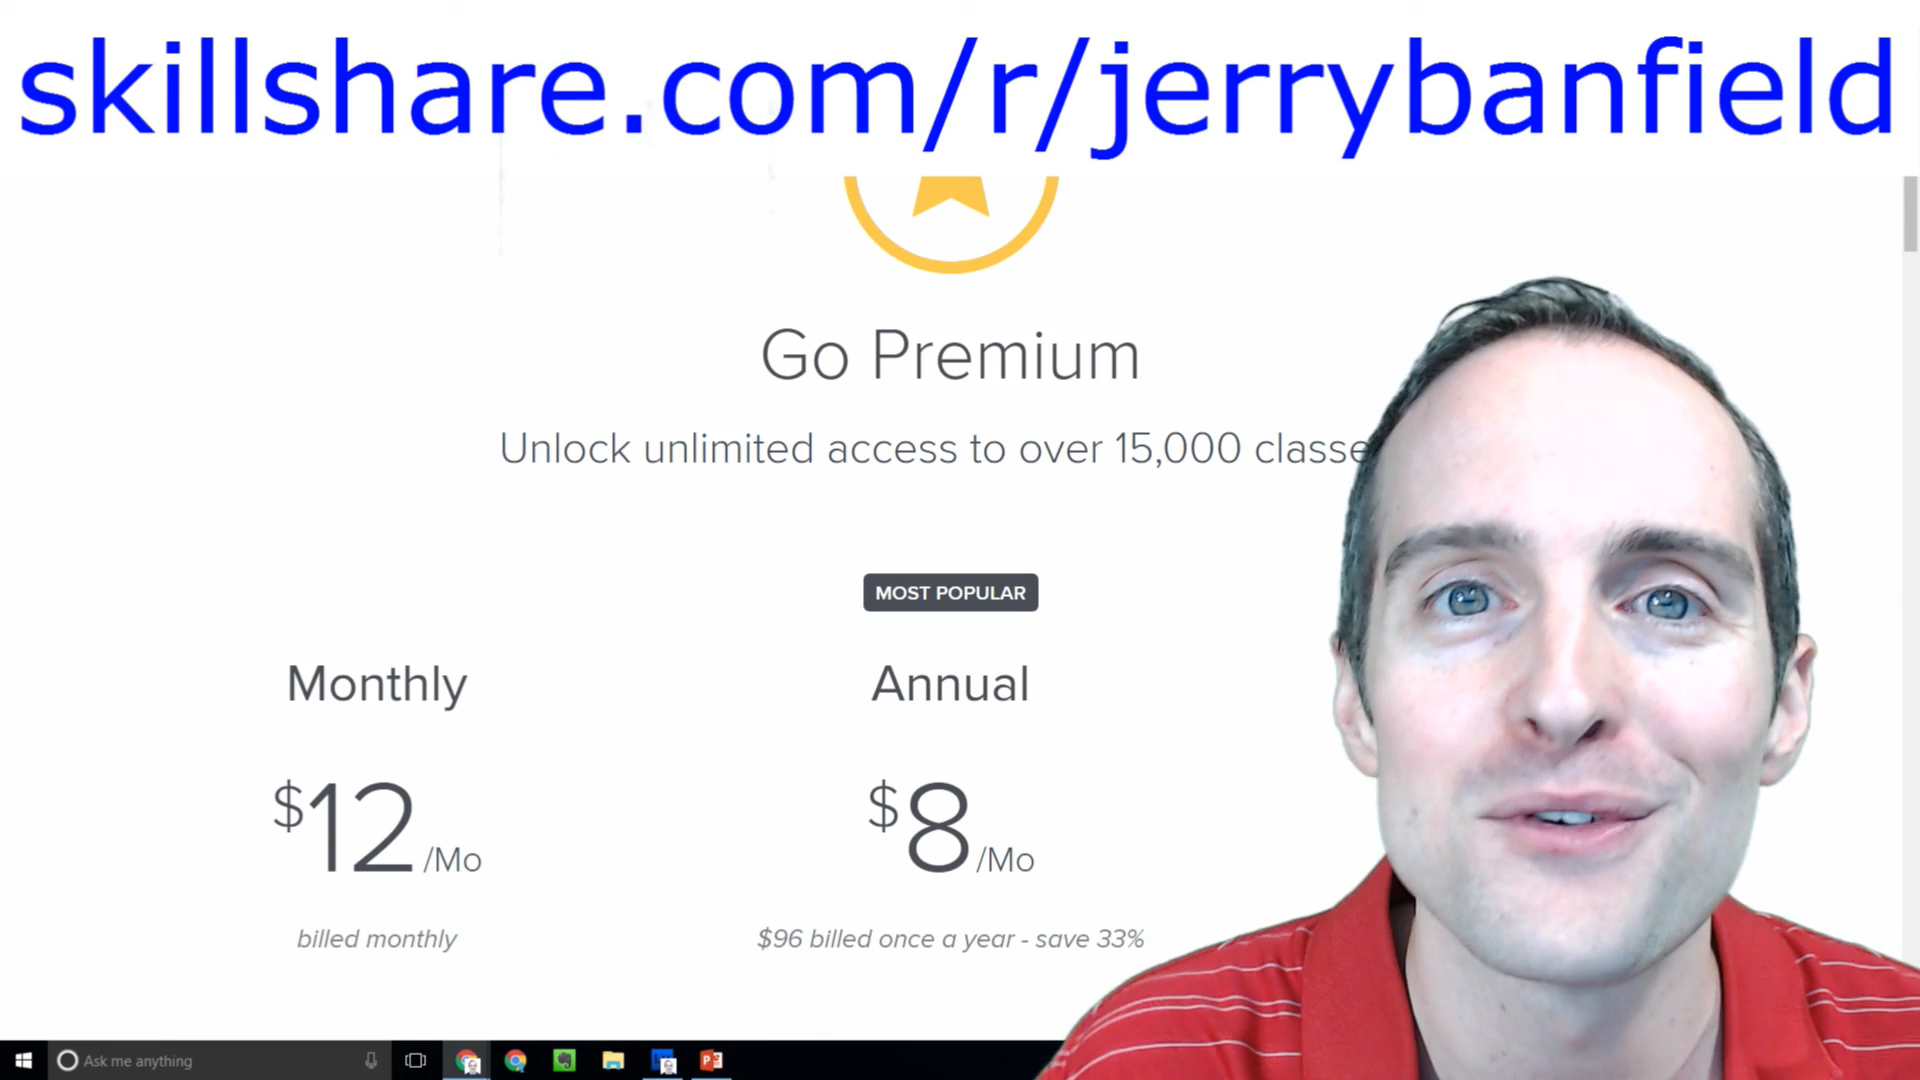 skillshare.com/r/jerrybanfield
Go Premium
Unlock unlimited access to over 15,000 classe
MOST POPULAR
Monthly
Annual
$12/Mo
$8/Mo
billed monthly
$96 billed once a year - save 33%
Ask me anything